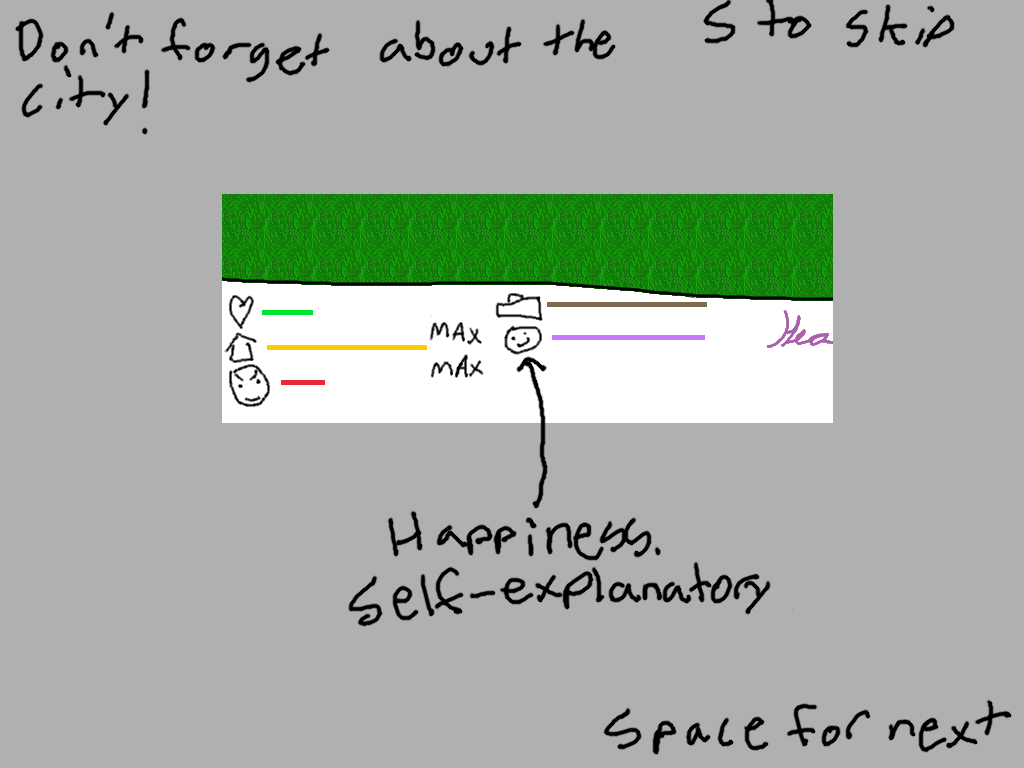 Don't forget about the
city!
S to skip
MAX
MAX
Hea
Happiness.
Self-explanatory
Space for next